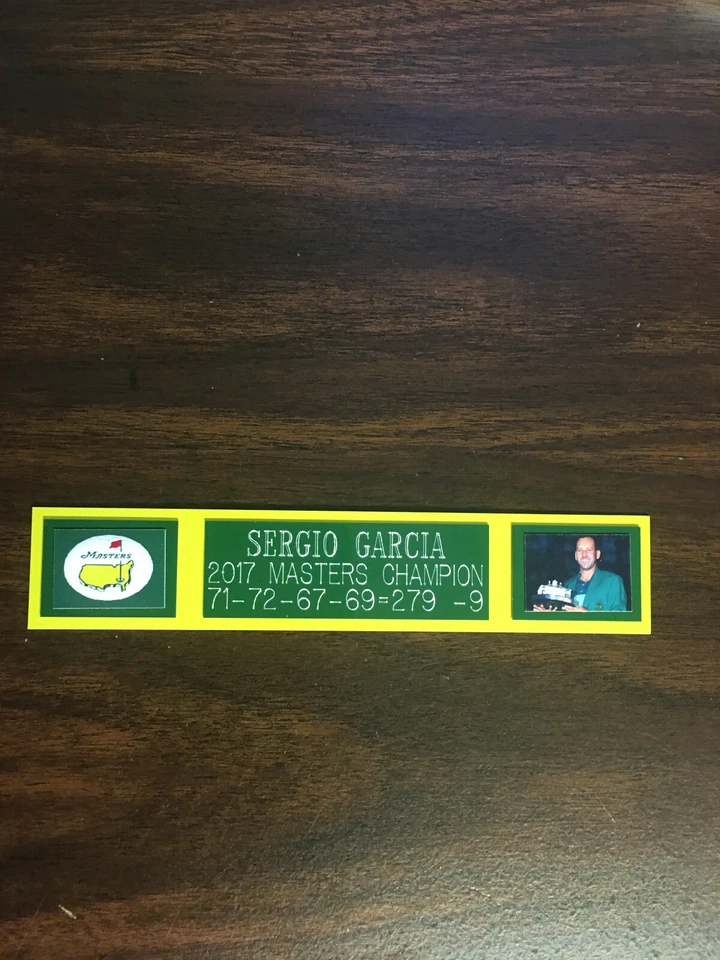 MASTERS
SERGIO GARCIA
2017 MASTERS CHAMPION
71-72-67-69=279 -9